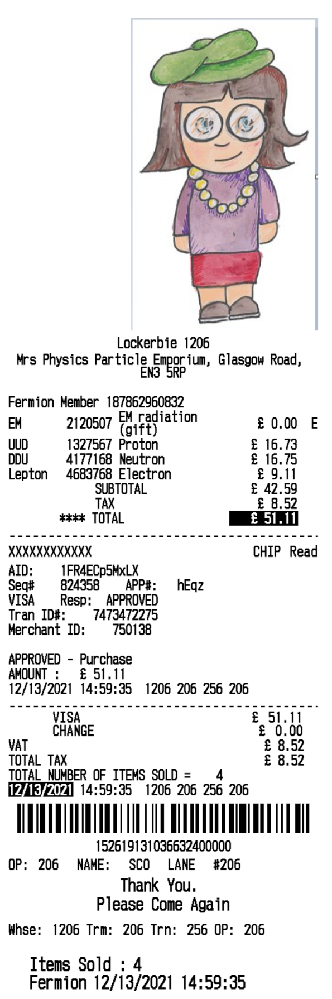 Lockerbie 1206
Mrs Physics Particle Emporium, Glasgow Road,
EN3 5RP
Fermion Member 187862960832
EM 2120507 EM radiation (gift) £ 0.00 E
UUD 1327567 Proton £ 16.73
DDU 4177168 Neutron £ 16.75
Lepton 4683768 Electron £ 9.11
SUBTOTAL £ 42.59
TAX £ 8.52
**** TOTAL £ 51.11
XXXXXXXXXXXX CHIP Read
AID: 1FR4ECp5MxLX
Seq# 824358 APP#: hEqz
VISA Resp: APPROVED
Tran ID#: 7473472275
Merchant ID: 750138
APPROVED - Purchase
AMOUNT : £ 51.11
12/13/2021 14:59:35 1206 206 256 206
VISA £ 51.11
CHANGE £ 0.00
VAT £ 8.52
TOTAL TAX £ 8.52
TOTAL NUMBER OF ITEMS SOLD = 4
12/13/2021 14:59:35 1206 206 256 206
152619131036632400000
OP: 206 NAME: SCO LANE #206
Thank You.
Please Come Again
Whse: 1206 Trm: 206 Trn: 256 OP: 206
Items Sold : 4
Fermion 12/13/2021 14:59:35